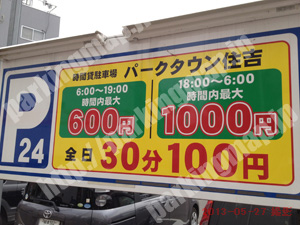 時間貸駐車場 パークタウン住吉
P24
6:00〜19:00
時間内最大
600円
18:00〜6:00
時間内最大
1000円
全日 30分 100円